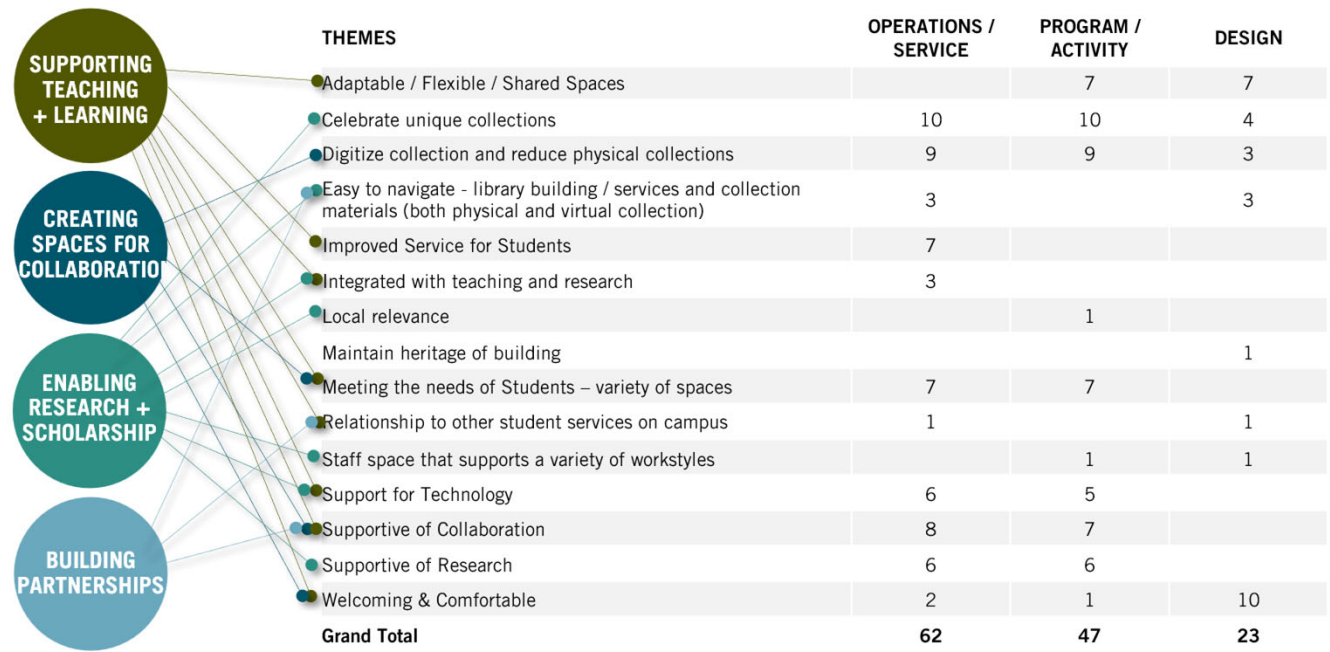 SUPPORTING
TEACHING
+ LEARNING
CREATING
SPACES FOR
COLLABORATIO
ENABLING
RESEARCH +
SCHOLARSHIP
BUILDING
PARTNERSHIPS
THEMES OPERATIONS / SERVICE PROGRAM / ACTIVITY DESIGN
Adaptable / Flexible / Shared Spaces 7 7
Celebrate unique collections 10 10 4
Digitize collection and reduce physical collections 9 9 3
Easy to navigate - library building / services and collection
materials (both physical and virtual collection) 3 3
Improved Service for Students 7
Integrated with teaching and research 3
Local relevance 1
Maintain heritage of building 1
Meeting the needs of Students – variety of spaces 7 7
Relationship to other student services on campus 1 1
Staff space that supports a variety of workstyles 1 1
Support for Technology 6 5
Supportive of Collaboration 8 7
Supportive of Research 6 6
Welcoming & Comfortable 2 1 10
Grand Total 62 47 23